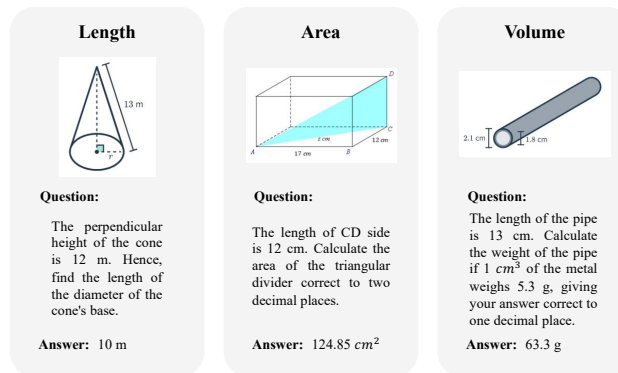 Length
13 m
r
Question:
The perpendicular
height of the cone
is 12 m. Hence,
find the length of
the diameter of the
cone's base.
Answer: 10 m
Area
D
C
z cm
12 cm
A
17 cm
B
Question:
The length of CD side
is 12 cm. Calculate the
area of the triangular
divider correct to two
decimal places.
Answer: 124.85 cm²
Volume
2.1 cm
1.8 cm
Question:
The length of the pipe
is 13 cm. Calculate
the weight of the pipe
if 1 cm³ of the metal
weighs 5.3 g, giving
your answer correct to
one decimal place.
Answer: 63.3 g